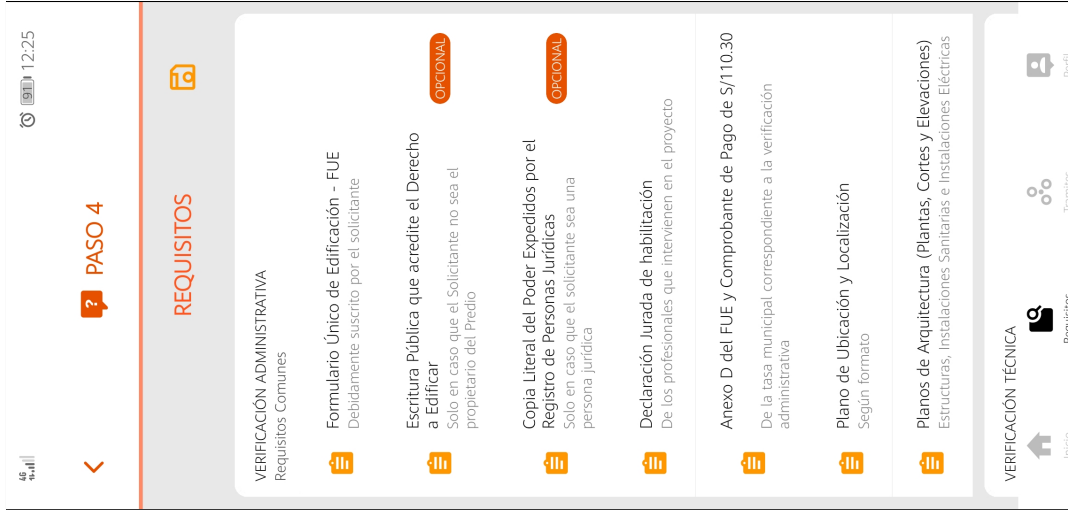 4G 91 12:25
PASO 4
REQUISITOS
VERIFICACIÓN ADMINISTRATIVA
Requisitos Comunes
Formulario Único de Edificación - FUE
Debidamente suscrito por el solicitante
Escritura Pública que acredite el Derecho
a Edificar
OPCIONAL
Solo en caso que el Solicitante no sea el
propietario del Predio
Copia Literal del Poder Expedidos por el
Registro de Personas Jurídicas
OPCIONAL
Solo en caso que el solicitante sea una
persona jurídica
Declaración Jurada de habilitación
De los profesionales que intervienen en el proyecto
Anexo D del FUE y Comprobante de Pago de S/110.30
De la tasa municipal correspondiente a la verificación
administrativa
Plano de Ubicación y Localización
Según formato
Planos de Arquitectura (Plantas, Cortes y Elevaciones)
Estructuras, Instalaciones Sanitarias e Instalaciones Eléctricas
VERIFICACIÓN TÉCNICA
Inicio Requisitos Tramites Perfil